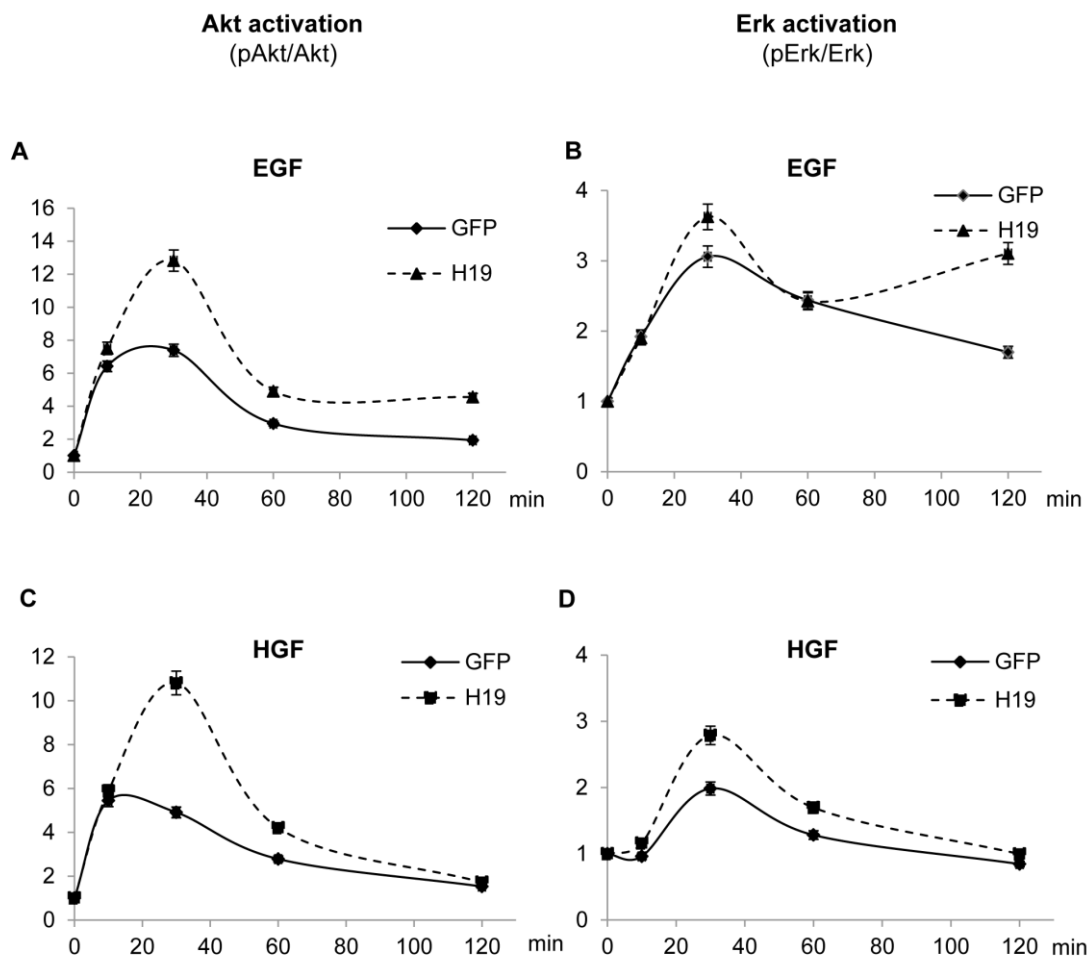 Akt activation
(pAkt/Akt)
Erk activation
(pErk/Erk)
A
EGF
16
14
12
10
8
6
4
2
0
0 20 40 60 80 100 120 min
GFP
H19
B
EGF
4
3
2
1
0
0 20 40 60 80 100 120 min
GFP
H19
C
HGF
12
10
8
6
4
2
0
0 20 40 60 80 100 120 min
GFP
H19
D
HGF
4
3
2
1
0
0 20 40 60 80 100 120 min
GFP
H19